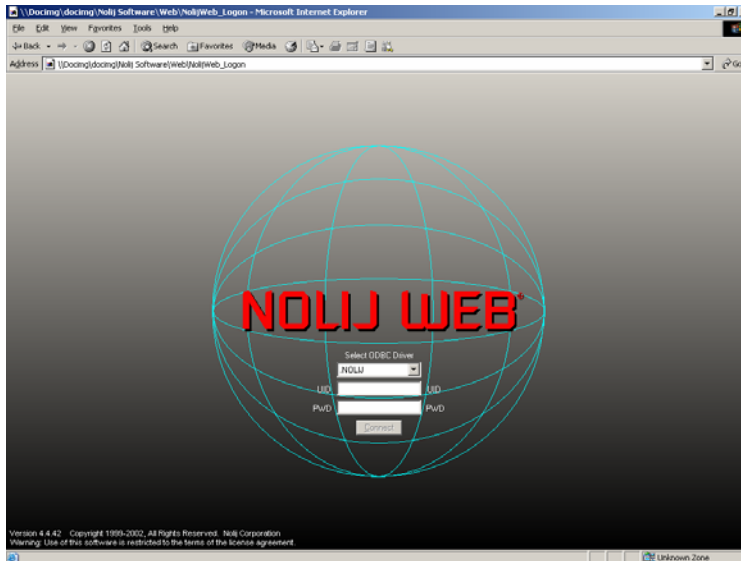 \\Docimg\docimg\Nolij Software\Web\NolijWeb_Logon - Microsoft Internet Explorer
File Edit View Favorites Tools Help
Back Search Favorites Media
Address \\Docimg\docimg\Nolij Software\Web\NolijWeb_Logon Go
NOLIJ WEB®
Select ODBC Driver
.NOLIJ
UID UID
PWD PWD
Connect
Version 4.4.42 Copyright 1999-2002, All Rights Reserved. Nolij Corporation
Warning: Use of this software is restricted to the terms of the license agreement.
Unknown Zone